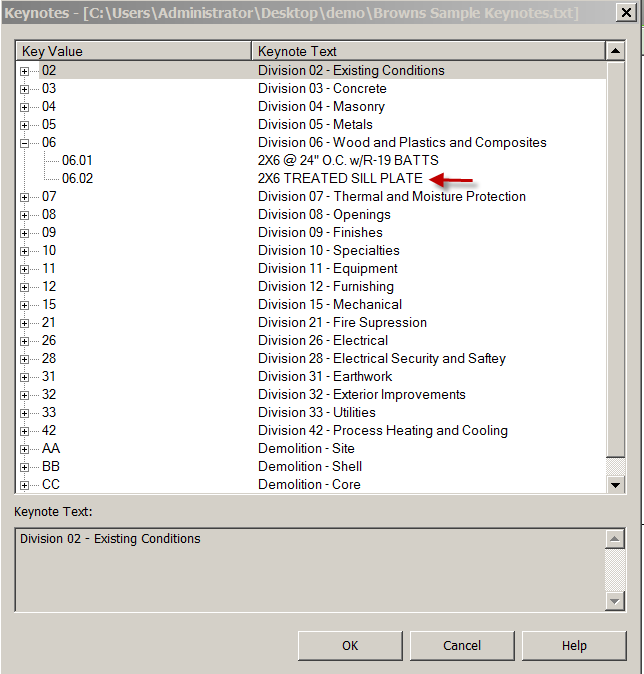 Keynotes - [C:\Users\Administrator\Desktop\demo\Browns Sample Keynotes.txt]
Key Value Keynote Text
02 Division 02 - Existing Conditions
03 Division 03 - Concrete
04 Division 04 - Masonry
05 Division 05 - Metals
06 Division 06 - Wood and Plastics and Composites
06.01 2X6 @ 24" O.C. w/R-19 BATTS
06.02 2X6 TREATED SILL PLATE
07 Division 07 - Thermal and Moisture Protection
08 Division 08 - Openings
09 Division 09 - Finishes
10 Division 10 - Specialties
11 Division 11 - Equipment
12 Division 12 - Furnishing
15 Division 15 - Mechanical
21 Division 21 - Fire Supression
26 Division 26 - Electrical
28 Division 28 - Electrical Security and Saftey
31 Division 31 - Earthwork
32 Division 32 - Exterior Improvements
33 Division 33 - Utilities
42 Division 42 - Process Heating and Cooling
AA Demolition - Site
BB Demolition - Shell
CC Demolition - Core
Keynote Text:
Division 02 - Existing Conditions
OK Cancel Help